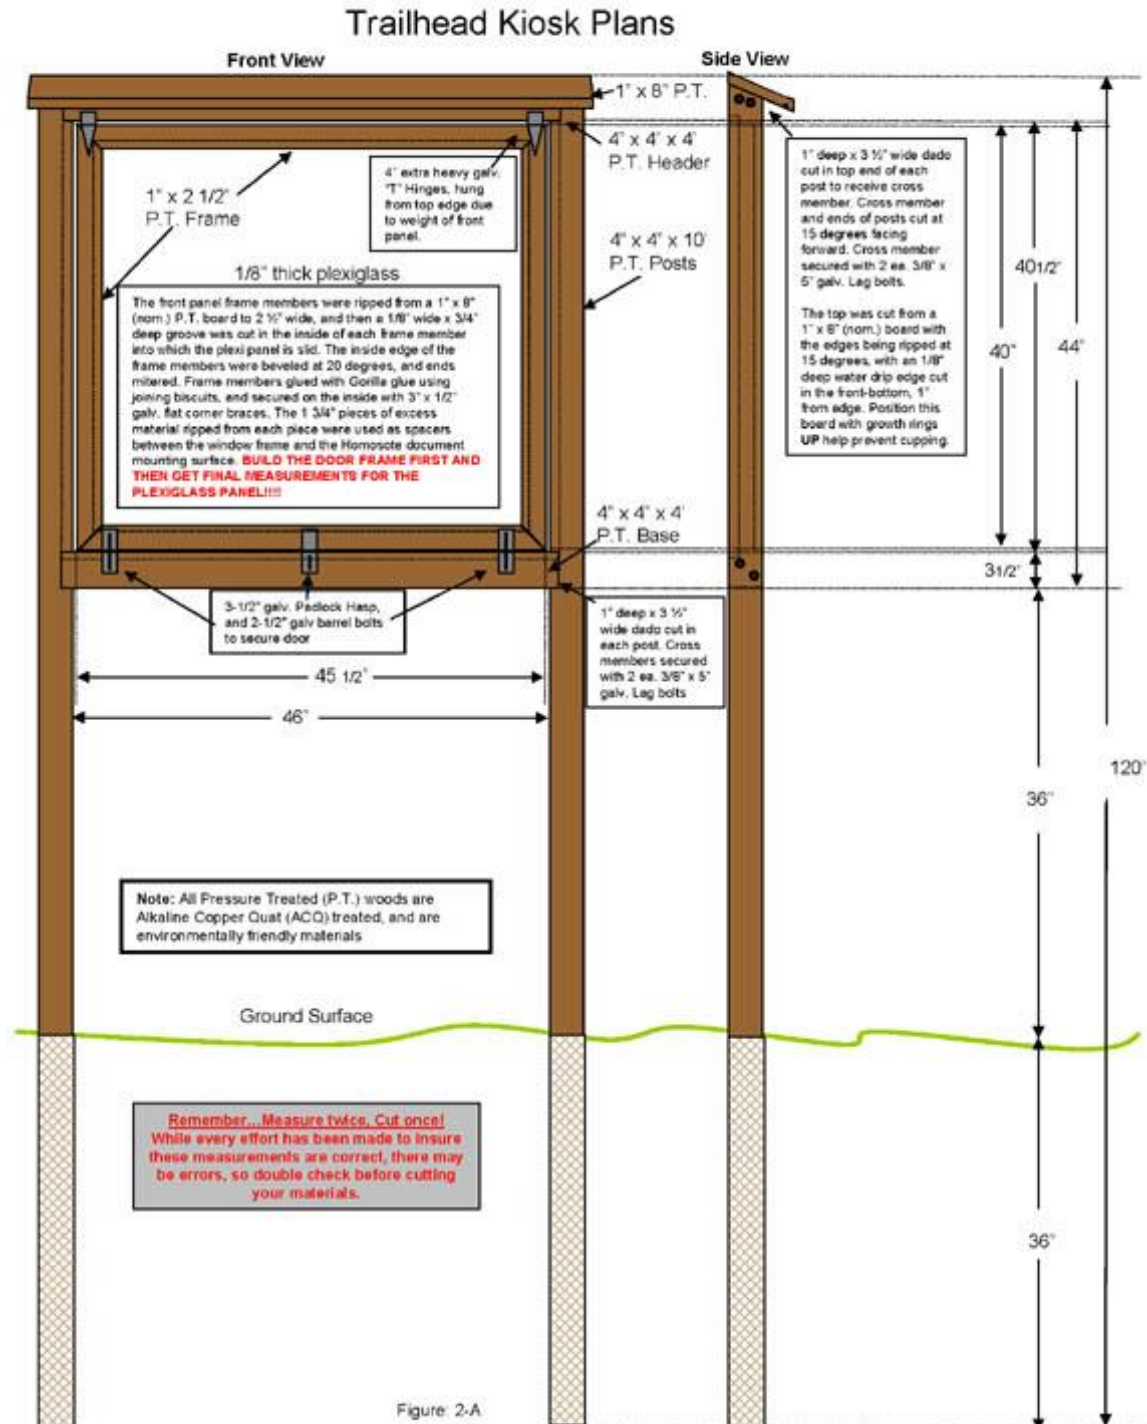 Trailhead Kiosk Plans
Front View
Side View
1" x 8" P.T.
4" x 4" x 4'
P.T. Header
4" extra heavy galv.
"T" Hinges, hung
from top edge due
to weight of front
panel.
1" x 2 1/2"
P.T. Frame
4" x 4" x 10'
P.T. Posts
1/8" thick plexiglass
The front panel frame members were ripped from a 1" x 8"
(nom.) P.T. board to 2 ½" wide, and then a 1/8" wide x 3/4"
deep groove was cut in the inside of each frame member
into which the plexi panel is slid. The inside edge of the
frame members were beveled at 20 degrees, and ends
mitered. Frame members glued with Gorilla glue using
joining biscuits, and secured on the inside with 3" x 1/2"
galv. flat corner braces. The 1 3/4" pieces of excess
material ripped from each piece were used as spacers
between the window frame and the Homosote document
mounting surface. BUILD THE DOOR FRAME FIRST AND
THEN GET FINAL MEASUREMENTS FOR THE
PLEXIGLASS PANEL!!!!
1" deep x 3 ½" wide dado
cut in top end of each
post to receive cross
member. Cross member
and ends of posts cut at
15 degrees facing
forward. Cross member
secured with 2 ea. 3/8" x
5" galv. Lag bolts.
The top was cut from a
1" x 8" (nom.) board with
the edges being ripped at
15 degrees, with an 1/8"
deep water drip edge cut
in the front-bottom, 1"
from edge. Position this
board with growth rings
UP help prevent cupping.
40"
401/2"
44"
4" x 4" x 4'
P.T. Base
31/2"
3-1/2" galv. Padlock Hasp,
and 2-1/2" galv barrel bolts
to secure door
1" deep x 3 ½"
wide dado cut in
each post. Cross
members secured
with 2 ea. 3/8" x 5"
galv. Lag bolts
45 1/2"
46"
120"
36"
Note: All Pressure Treated (P.T.) woods are
Alkaline Copper Quat (ACQ) treated, and are
environmentally friendly materials
Ground Surface
Remember...Measure twice, Cut once!
While every effort has been made to insure
these measurements are correct, there may
be errors, so double check before cutting
your materials.
36"
Figure: 2-A